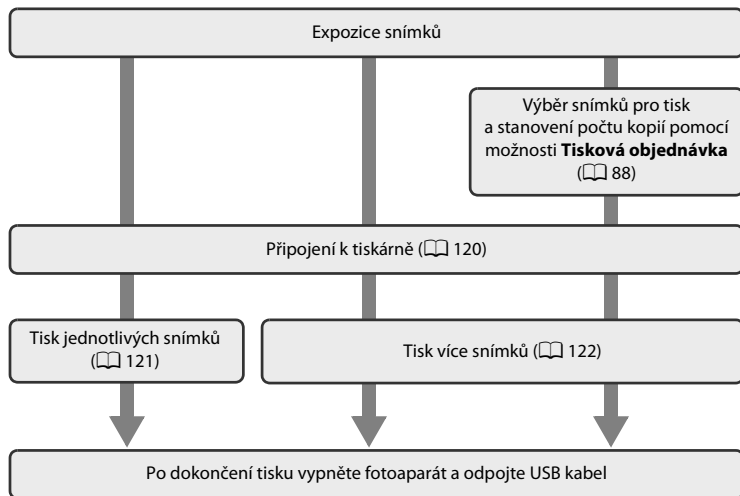 Expozice snímků
Výběr snímků pro tisk
a stanovení počtu kopií pomocí
možnosti Tisková objednávka
(📖 88)
Připojení k tiskárně (📖 120)
Tisk jednotlivých snímků
(📖 121)
Tisk více snímků (📖 122)
Po dokončení tisku vypněte fotoaparát a odpojte USB kabel